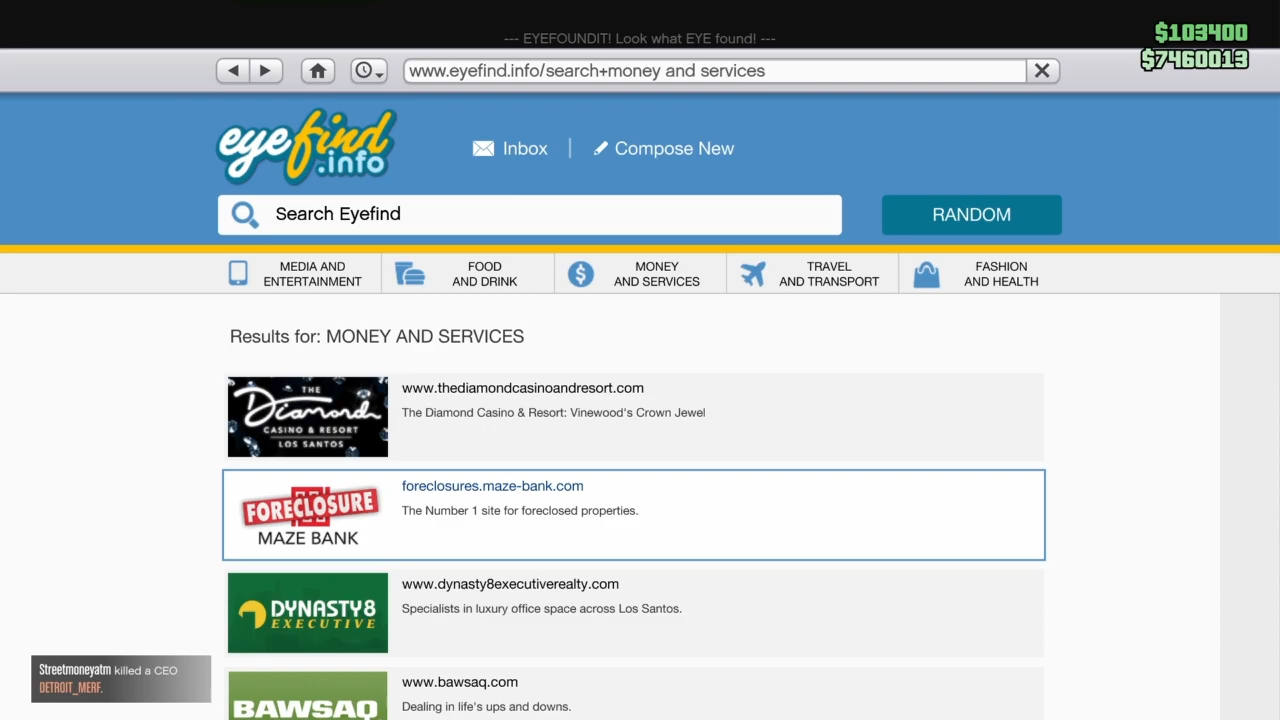 --- EYEFOUNDIT! Look what EYE found! ---
$103400
$7460013
www.eyefind.info/search+money and services
eyefind
.info
Inbox
Compose New
Search Eyefind
RANDOM
MEDIA AND
ENTERTAINMENT
FOOD
AND DRINK
MONEY
AND SERVICES
TRAVEL
AND TRANSPORT
FASHION
AND HEALTH
Results for: MONEY AND SERVICES
THE
Diamond
CASINO & RESORT
LOS SANTOS
www.thediamondcasinoandresort.com
The Diamond Casino & Resort: Vinewood's Crown Jewel
FORECLOSURE
MAZE BANK
foreclosures.maze-bank.com
The Number 1 site for foreclosed properties.
DYNASTY8
EXECUTIVE
www.dynasty8executiverealty.com
Specialists in luxury office space across Los Santos.
Streetmoneyatm killed a CEO
DETROIT_MERF.
BAWSAQ
www.bawsaq.com
Dealing in life's ups and downs.